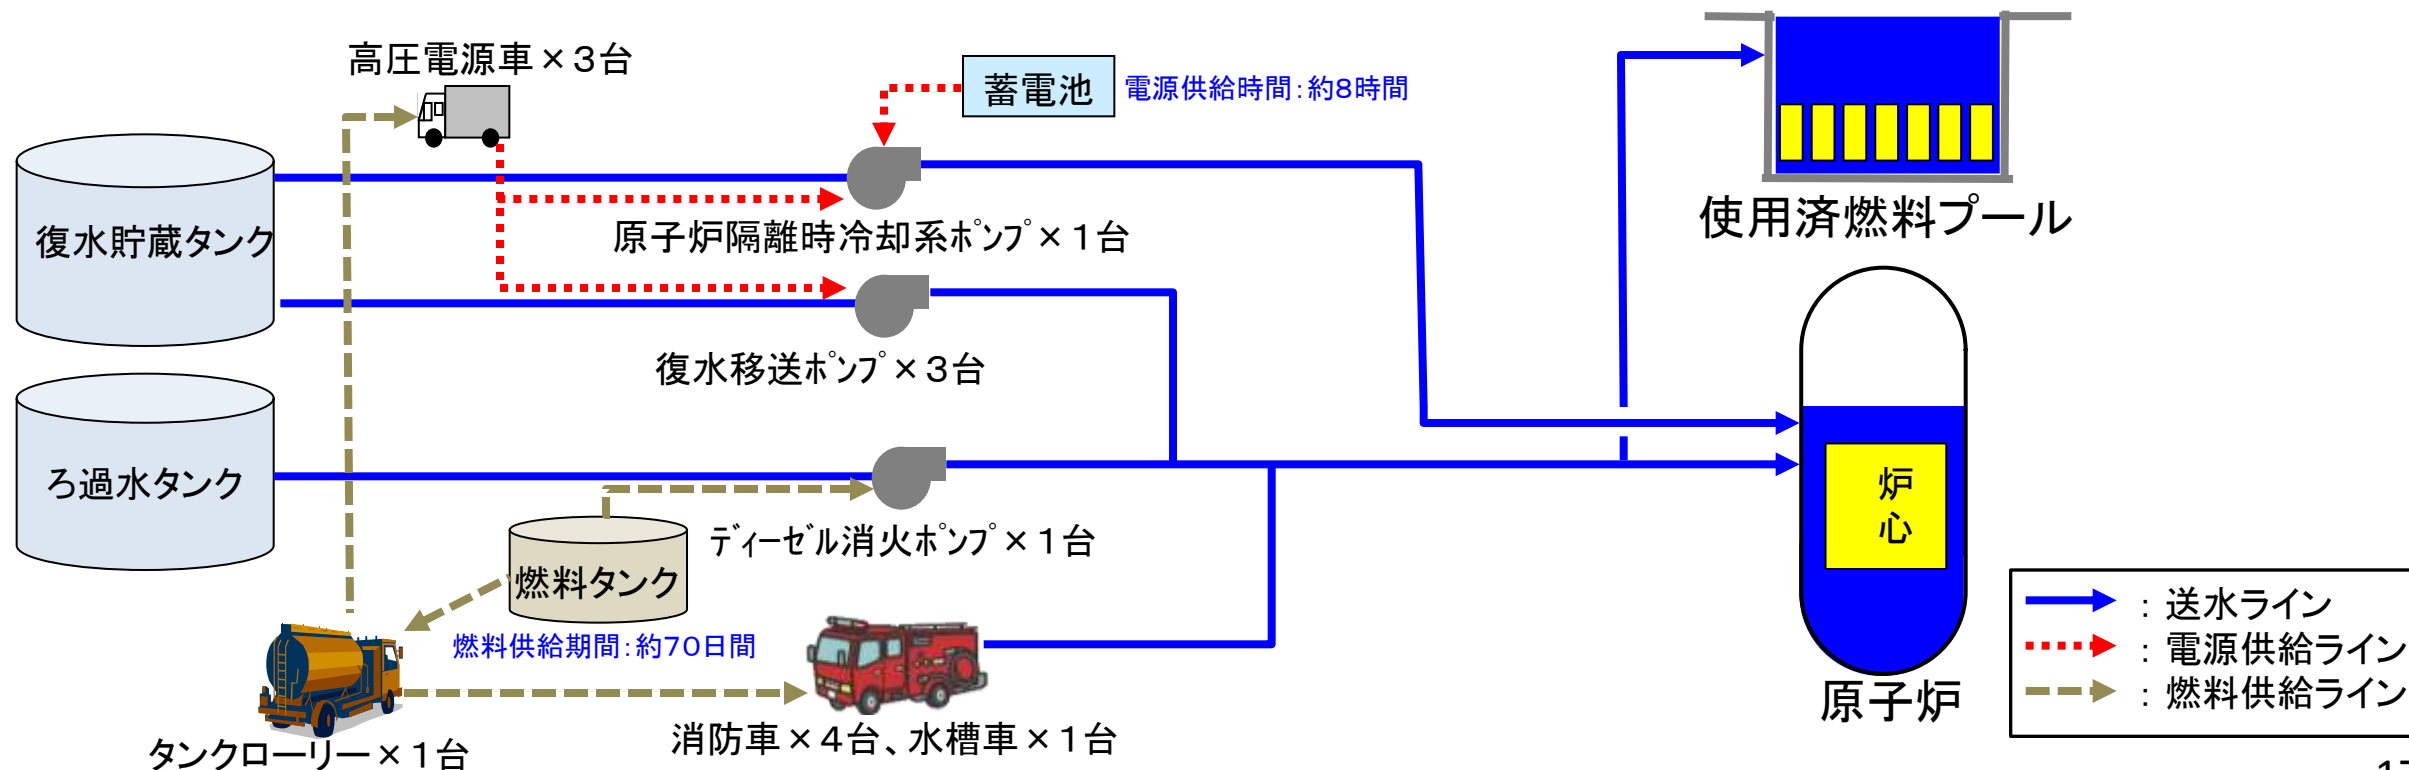 高圧電源車×3台
蓄電池
電源供給時間：約8時間
復水貯蔵タンク
原子炉隔離時冷却系ﾎﾟﾝﾌﾟ×1台
使用済燃料プール
復水移送ﾎﾟﾝﾌﾟ×3台
ろ過水タンク
炉
心
ﾃﾞｨｰｾﾞﾙ消火ﾎﾟﾝﾌﾟ×1台
燃料タンク
燃料供給期間：約70日間
：送水ライン
：電源供給ライン
：燃料供給ライン
原子炉
消防車×4台、水槽車×1台
タンクローリー×1台